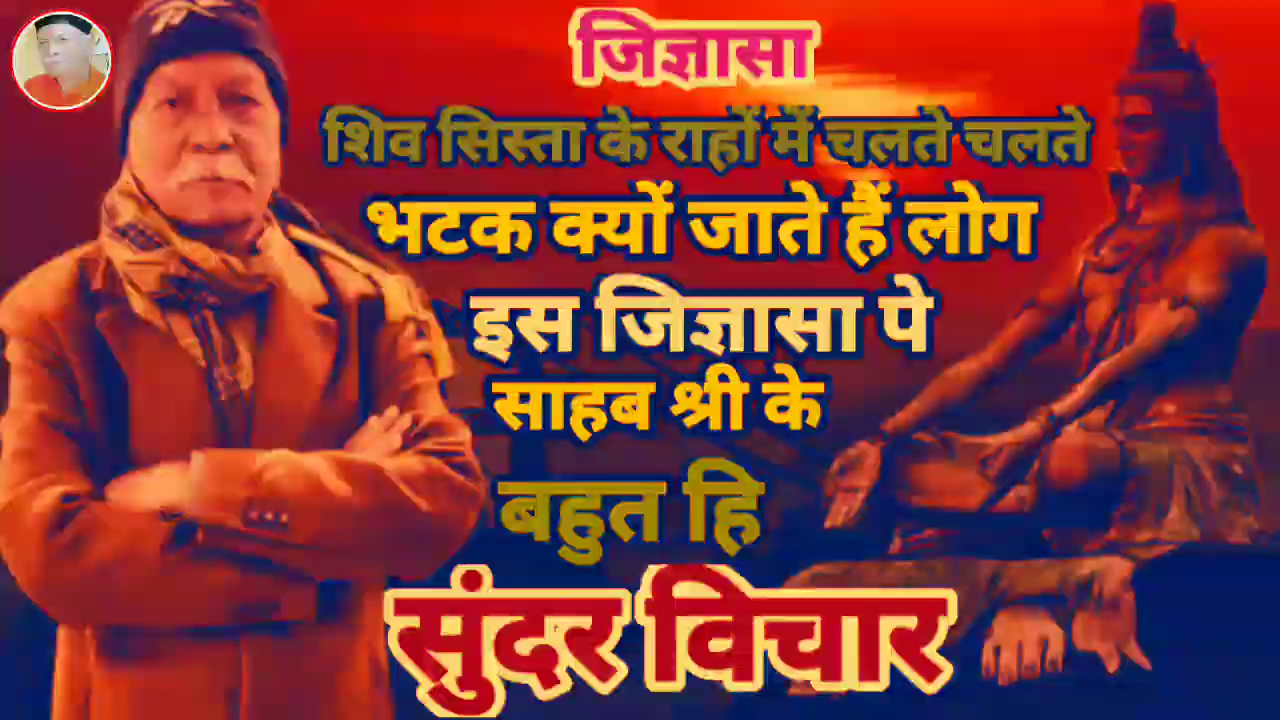 जिज्ञासा
शिव सिस्ता के राहों में चलते चलते
भटक क्यों जाते हैं लोग
इस जिज्ञासा पे
साहब श्री के
बहुत हि
सुंदर विचार